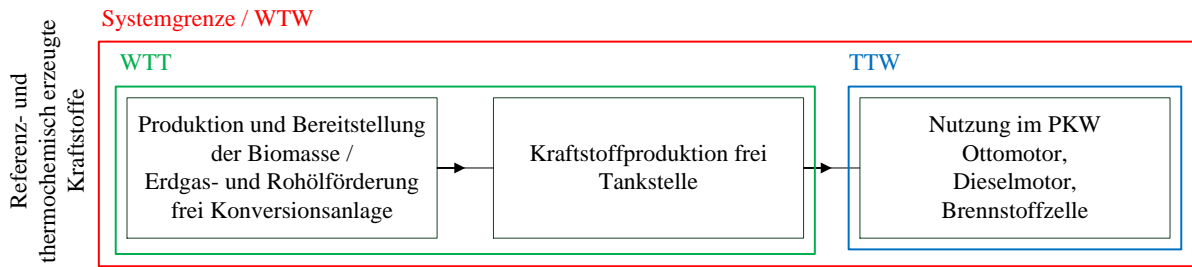 Systemgrenze / WTW
Referenz- und
thermochemisch erzeugte
Kraftstoffe
WTT
Produktion und Bereitstellung
der Biomasse /
Erdgas- und Rohölförderung
frei Konversionsanlage
Kraftstoffproduktion frei
Tankstelle
TTW
Nutzung im PKW
Ottomotor,
Dieselmotor,
Brennstoffzelle